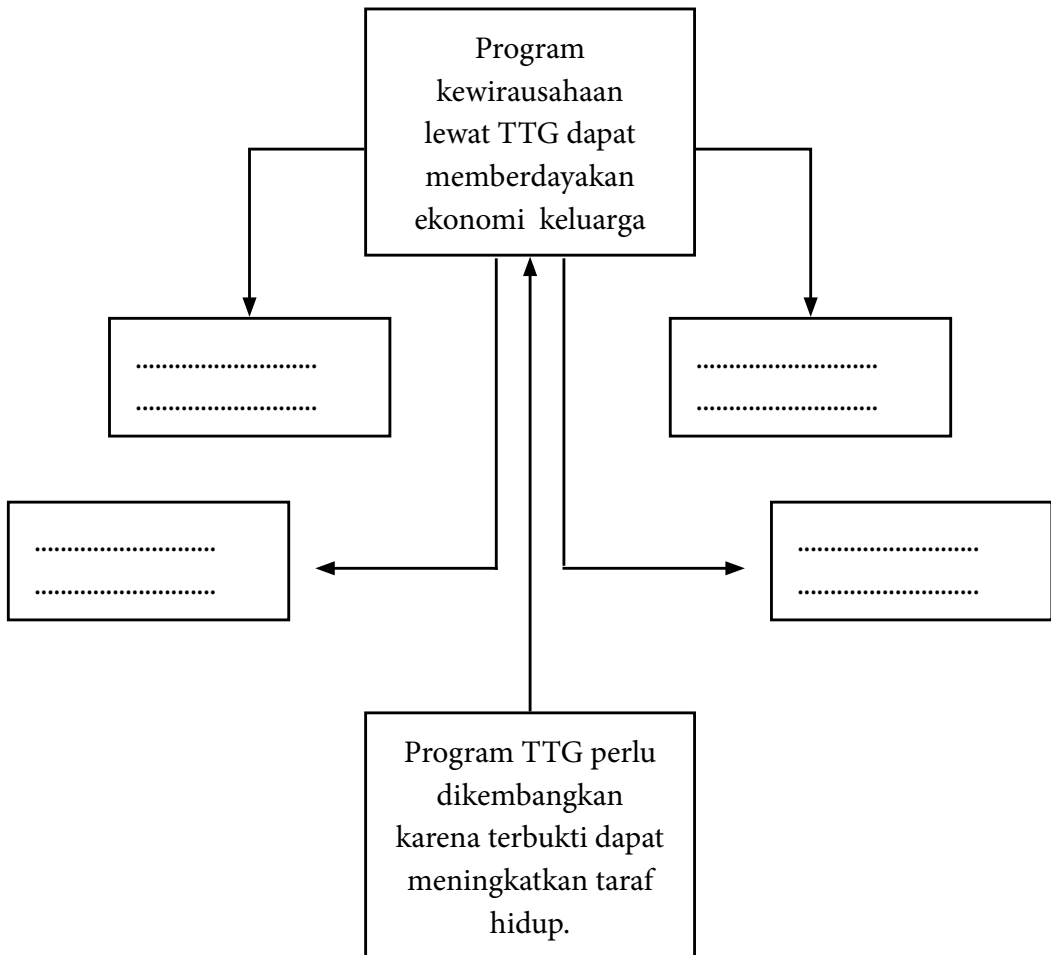 Program
kewirausahaan
lewat TTG dapat
memberdayakan
ekonomi keluarga
............................
............................
............................
............................
............................
............................
............................
............................
Program TTG perlu
dikembangkan
karena terbukti dapat
meningkatkan taraf
hidup.